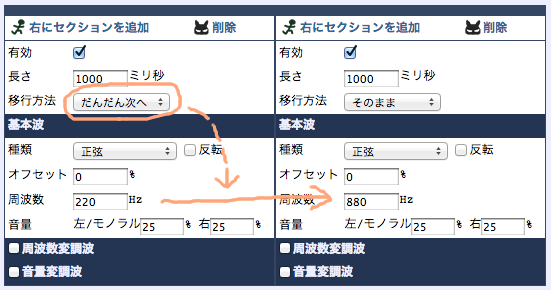 右にセクションを追加 削除 右にセクションを追加 削除
有効 有効
長さ 1000 ミリ秒 長さ 1000 ミリ秒
移行方法 だんだん次へ 移行方法 そのまま
基本波 基本波
種類 正弦 反転 種類 正弦 反転
オフセット 0 % オフセット 0 %
周波数 220 Hz 周波数 880 Hz
音量 左/モノラル 25 % 右 25 % 音量 左/モノラル 25 % 右 25 %
周波数変調波 周波数変調波
音量変調波 音量変調波